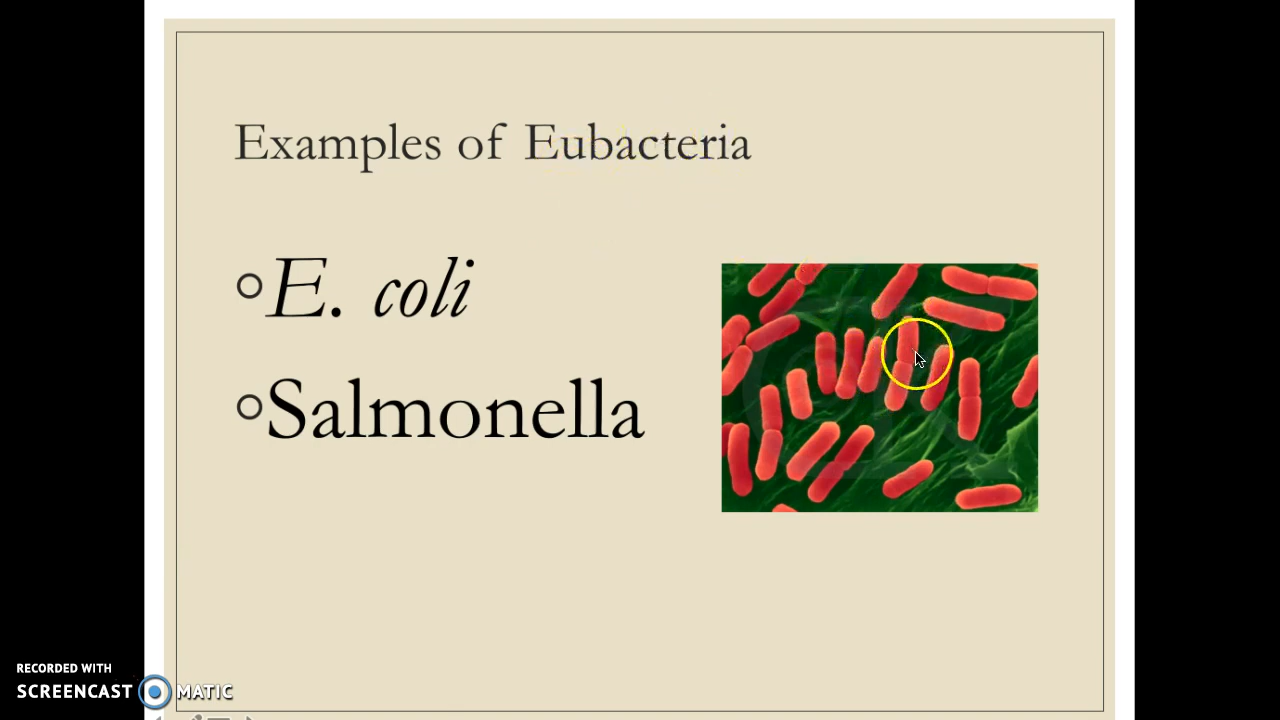 Examples of Eubacteria
E. coli
Salmonella
RECORDED WITH
SCREENCAST MATIC